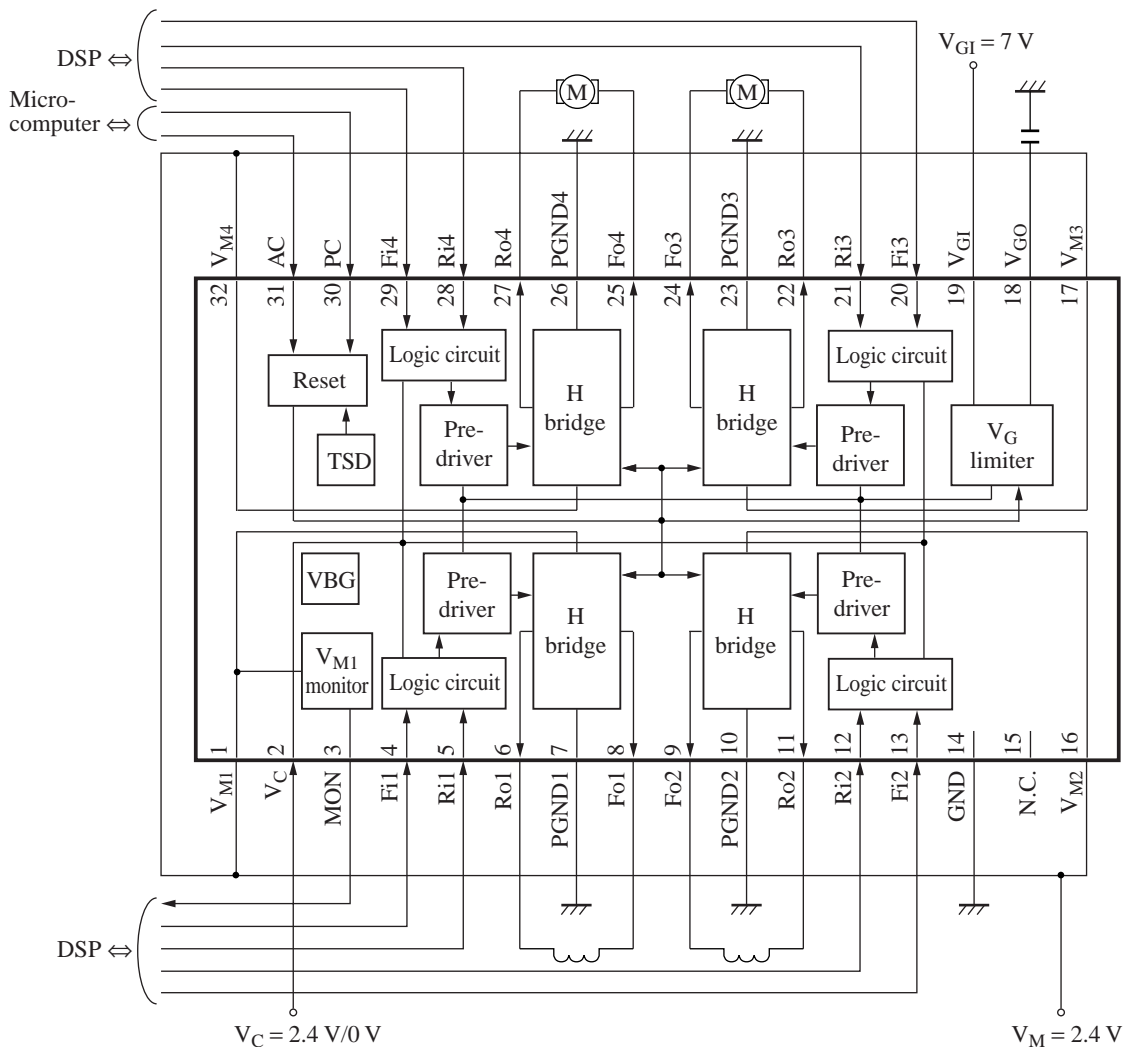 DSP ⇔
Micro-
computer ⇔
V_GI = 7 V
M
M
V_M4
AC
PC
Fi4
Ri4
Ro4
PGND4
Fo4
Fo3
PGND3
Ro3
Ri3
Fi3
V_GI
V_GO
V_M3
32
31
30
29
28
27
26
25
24
23
22
21
20
19
18
17
Reset
TSD
Logic circuit
Pre-
driver
H
bridge
H
bridge
Logic circuit
Pre-
driver
V_G
limiter
VBG
V_M1
monitor
Pre-
driver
Logic circuit
H
bridge
H
bridge
Pre-
driver
Logic circuit
1
2
3
4
5
6
7
8
9
10
11
12
13
14
15
16
V_M1
V_C
MON
Fi1
Ri1
Ro1
PGND1
Fo1
Fo2
PGND2
Ro2
Ri2
Fi2
GND
N.C.
V_M2
DSP ⇔
V_C = 2.4 V/0 V
V_M = 2.4 V